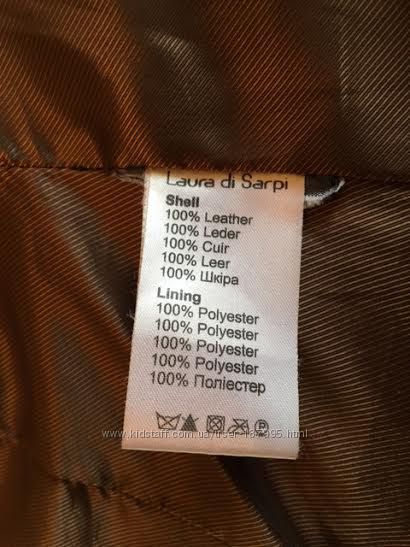 Laura di Sarpi
Shell
100% Leather
100% Leder
100% Cuir
100% Leer
100% Шкіра
Lining
100% Polyester
100% Polyester
100% Polyester
100% Polyester
100% Поліестер